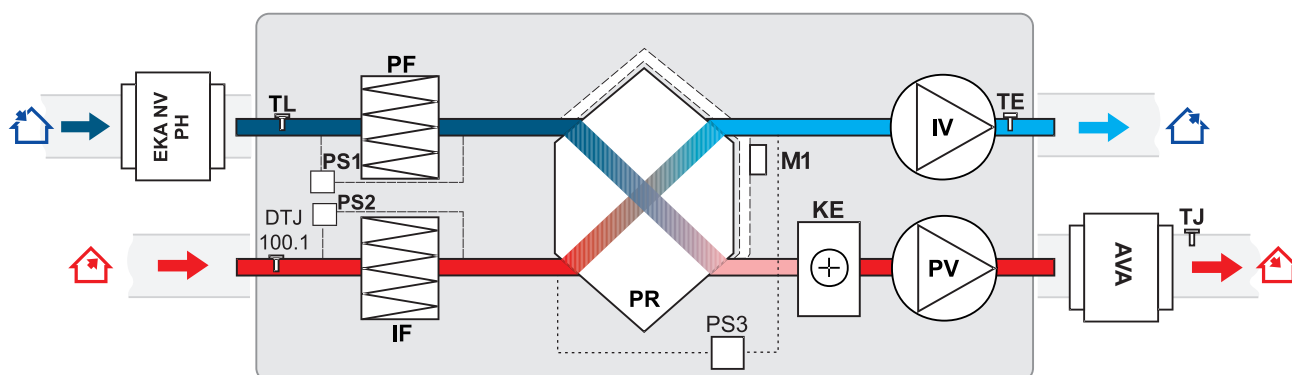 EKA NV
PH
TL
PF
PS1
PS2
DTJ
100.1
IF
PR
M1
IV
TE
KE
PV
PS3
AVA
TJ